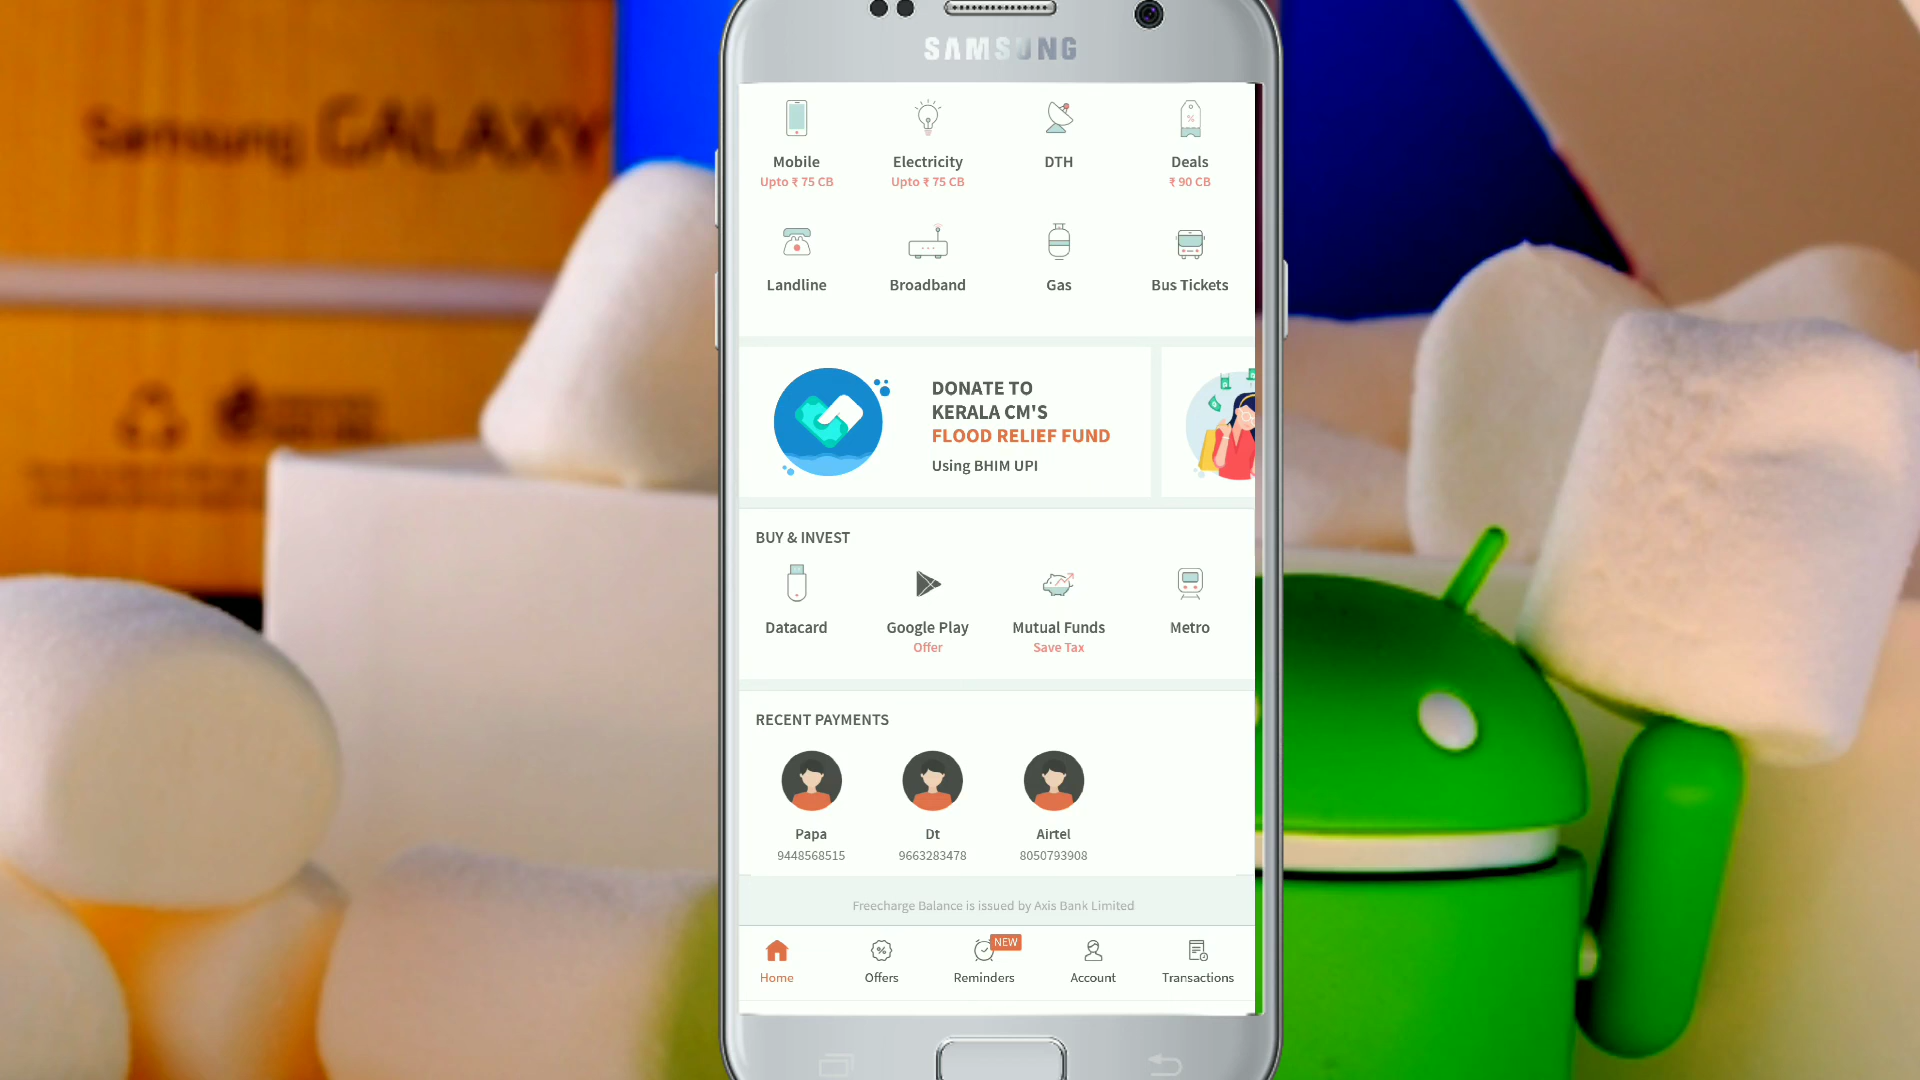 Samsung GALAXY
SAMSUNG
Mobile
Upto ₹ 75 CB
Electricity
Upto ₹ 75 CB
DTH
Deals
₹ 90 CB
Landline
Broadband
Gas
Bus Tickets
DONATE TO
KERALA CM'S
FLOOD RELIEF FUND
Using BHIM UPI
BUY & INVEST
Datacard
Google Play
Offer
Mutual Funds
Save Tax
Metro
RECENT PAYMENTS
Papa
9448568515
Dt
9663283478
Airtel
8050793908
Freecharge Balance is issued by Axis Bank Limited
Home
Offers
NEW
Reminders
Account
Transactions